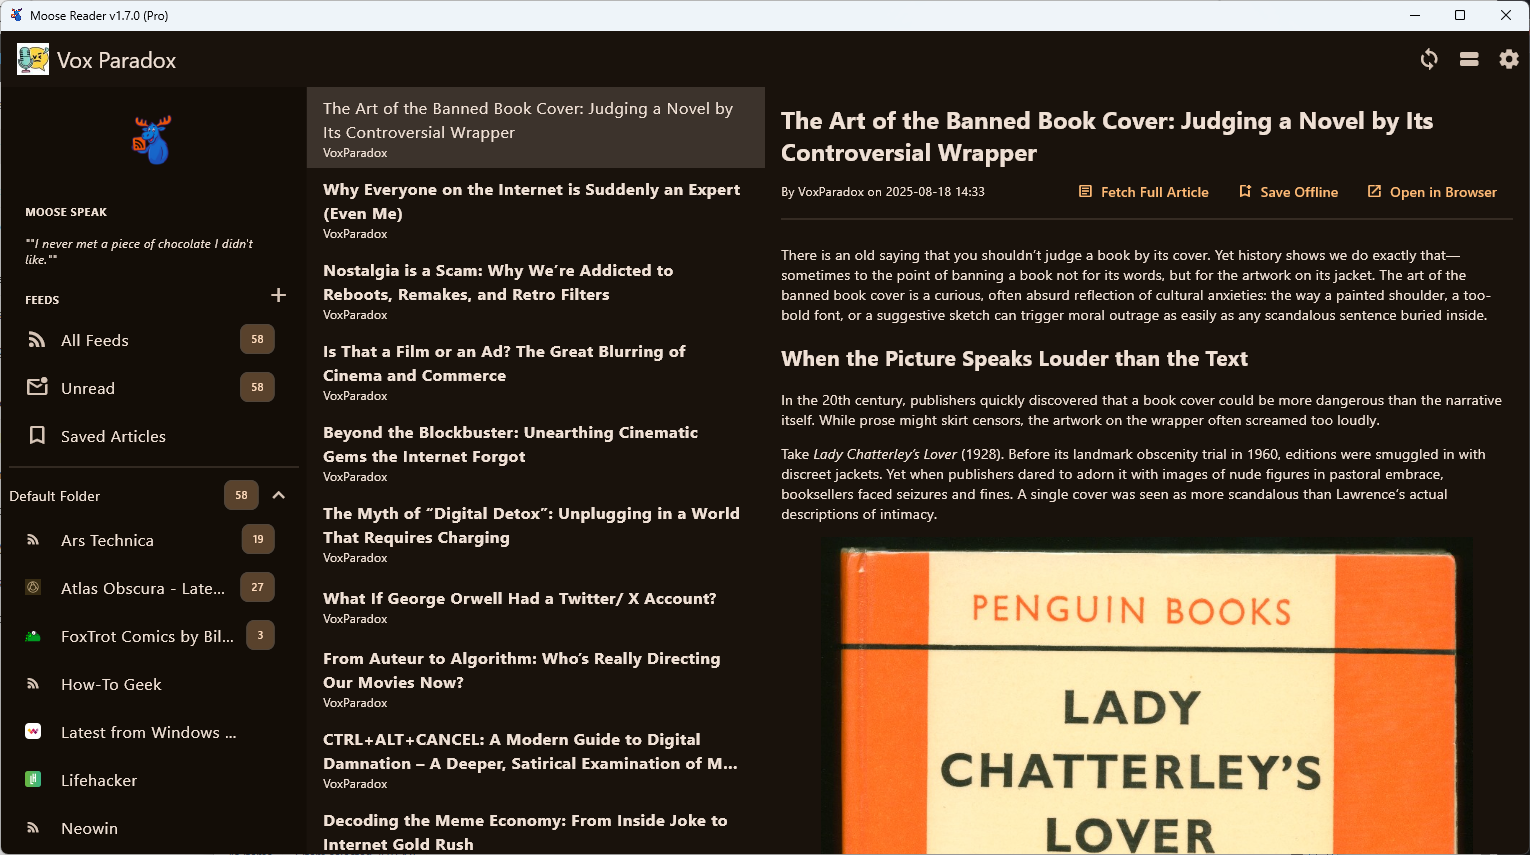 Moose Reader v1.7.0 (Pro)
Vox Paradox
MOOSE SPEAK
""I never met a piece of chocolate I didn't
like.""
FEEDS
All Feeds 58
Unread 58
Saved Articles
Default Folder 58
Ars Technica 19
Atlas Obscura - Late... 27
FoxTrot Comics by Bil... 3
How-To Geek
Latest from Windows ...
Lifehacker
Neowin
The Art of the Banned Book Cover: Judging a Novel by
Its Controversial Wrapper
VoxParadox
Why Everyone on the Internet is Suddenly an Expert
(Even Me)
VoxParadox
Nostalgia is a Scam: Why We’re Addicted to
Reboots, Remakes, and Retro Filters
VoxParadox
Is That a Film or an Ad? The Great Blurring of
Cinema and Commerce
VoxParadox
Beyond the Blockbuster: Unearthing Cinematic
Gems the Internet Forgot
VoxParadox
The Myth of “Digital Detox”: Unplugging in a World
That Requires Charging
VoxParadox
What If George Orwell Had a Twitter/ X Account?
VoxParadox
From Auteur to Algorithm: Who’s Really Directing
Our Movies Now?
VoxParadox
CTRL+ALT+CANCEL: A Modern Guide to Digital
Damnation – A Deeper, Satirical Examination of M...
VoxParadox
Decoding the Meme Economy: From Inside Joke to
Internet Gold Rush
The Art of the Banned Book Cover: Judging a Novel by Its
Controversial Wrapper
By VoxParadox on 2025-08-18 14:33
Fetch Full Article
Save Offline
Open in Browser
There is an old saying that you shouldn’t judge a book by its cover. Yet history shows we do exactly that—
sometimes to the point of banning a book not for its words, but for the artwork on its jacket. The art of the
banned book cover is a curious, often absurd reflection of cultural anxieties: the way a painted shoulder, a too-
bold font, or a suggestive sketch can trigger moral outrage as easily as any scandalous sentence buried inside.
When the Picture Speaks Louder than the Text
In the 20th century, publishers quickly discovered that a book cover could be more dangerous than the narrative
itself. While prose might skirt censors, the artwork on the wrapper often screamed too loudly.
Take Lady Chatterley’s Lover (1928). Before its landmark obscenity trial in 1960, editions were smuggled in with
discreet jackets. Yet when publishers dared to adorn it with images of nude figures in pastoral embrace,
booksellers faced seizures and fines. A single cover was seen as more scandalous than Lawrence’s actual
descriptions of intimacy.
PENGUIN BOOKS
LADY
CHATTERLEY’S
LOVER